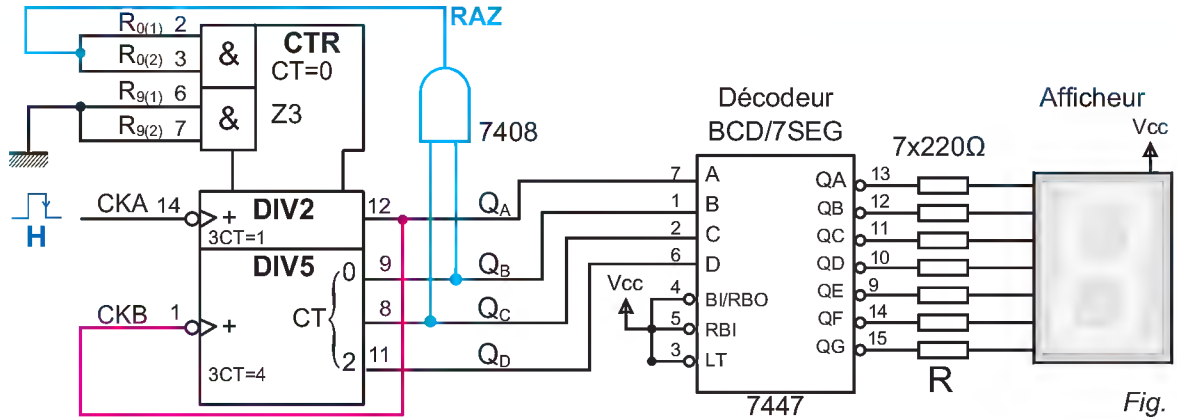 RAZ
R0(1) 2
R0(2) 3
&
CTR
CT=0
R9(1) 6
R9(2) 7
&
Z3
7408
H
CKA 14
+
DIV2
3CT=1
12
QA
CKB 1
+
DIV5
3CT=4
CT
0
2
9
QB
8
QC
11
QD
Décodeur
BCD/7SEG
7 A
1 B
2 C
6 D
Vcc
4 BI/RBO
5 RBI
3 LT
QA 13
QB 12
QC 11
QD 10
QE 9
QF 14
QG 15
7447
7x220Ω
R
Afficheur
Vcc
Fig.